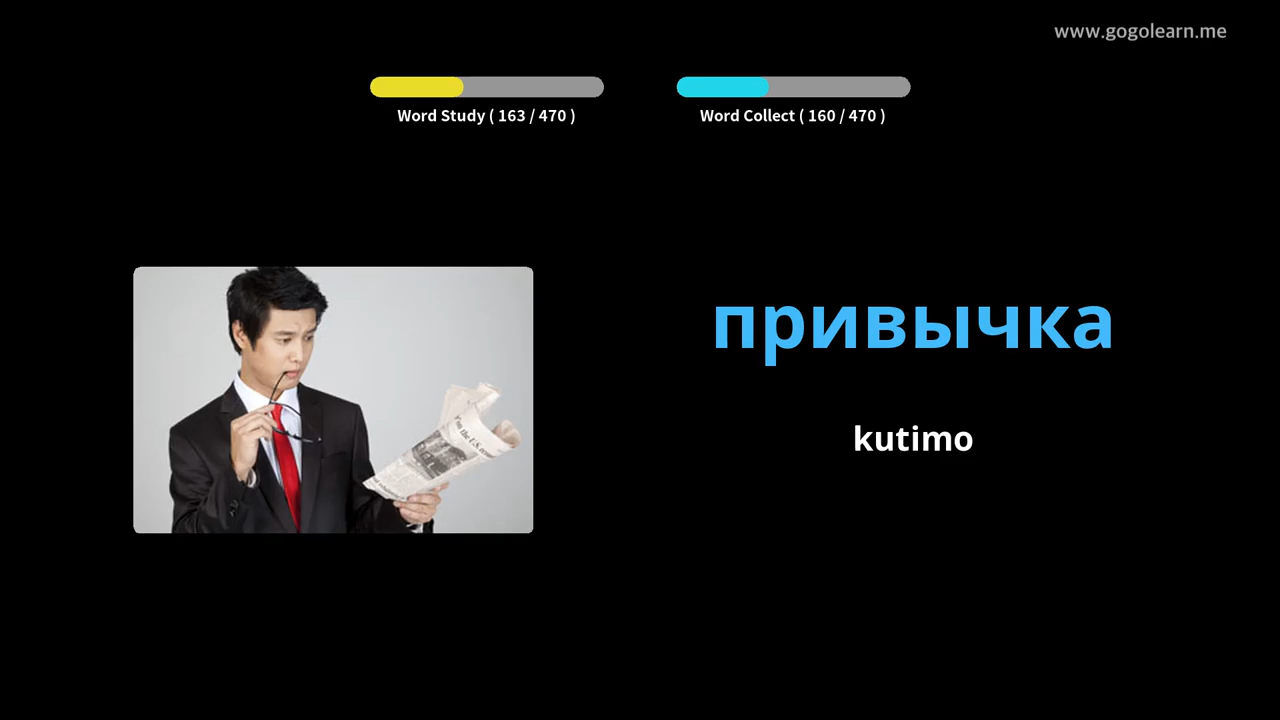 www.gogolearn.me
Word Study ( 163 / 470 )
Word Collect ( 160 / 470 )
привычка
kutimo